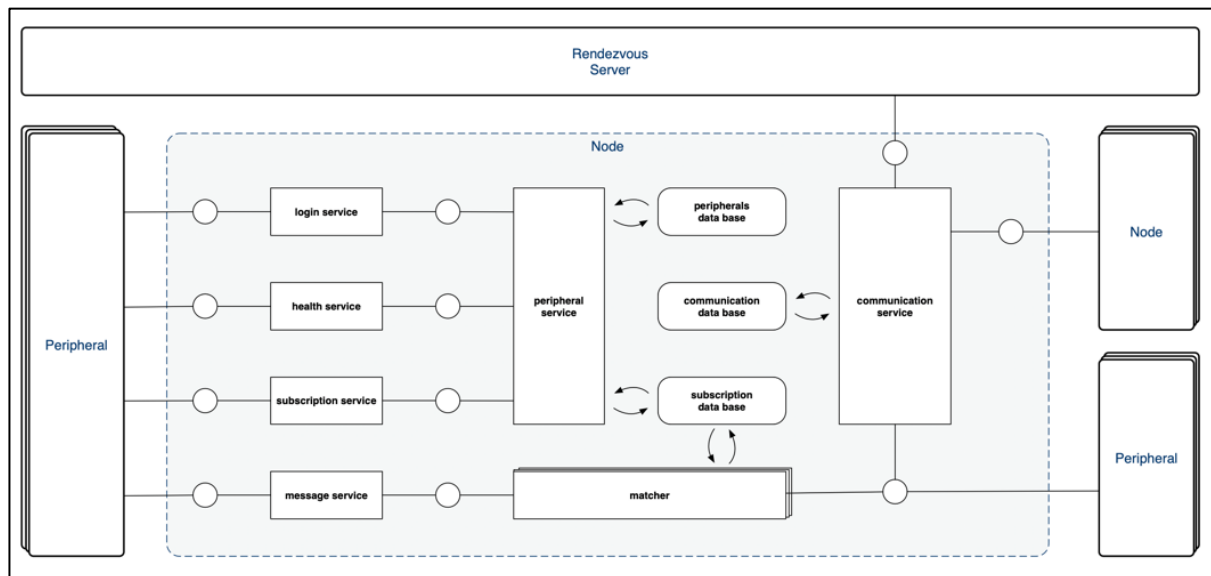 Rendezvous
Server
Node
login service
peripherals
data base
Node
health service
peripheral
service
communication
data base
communication
service
Peripheral
subscription service
subscription
data base
Peripheral
message service
matcher